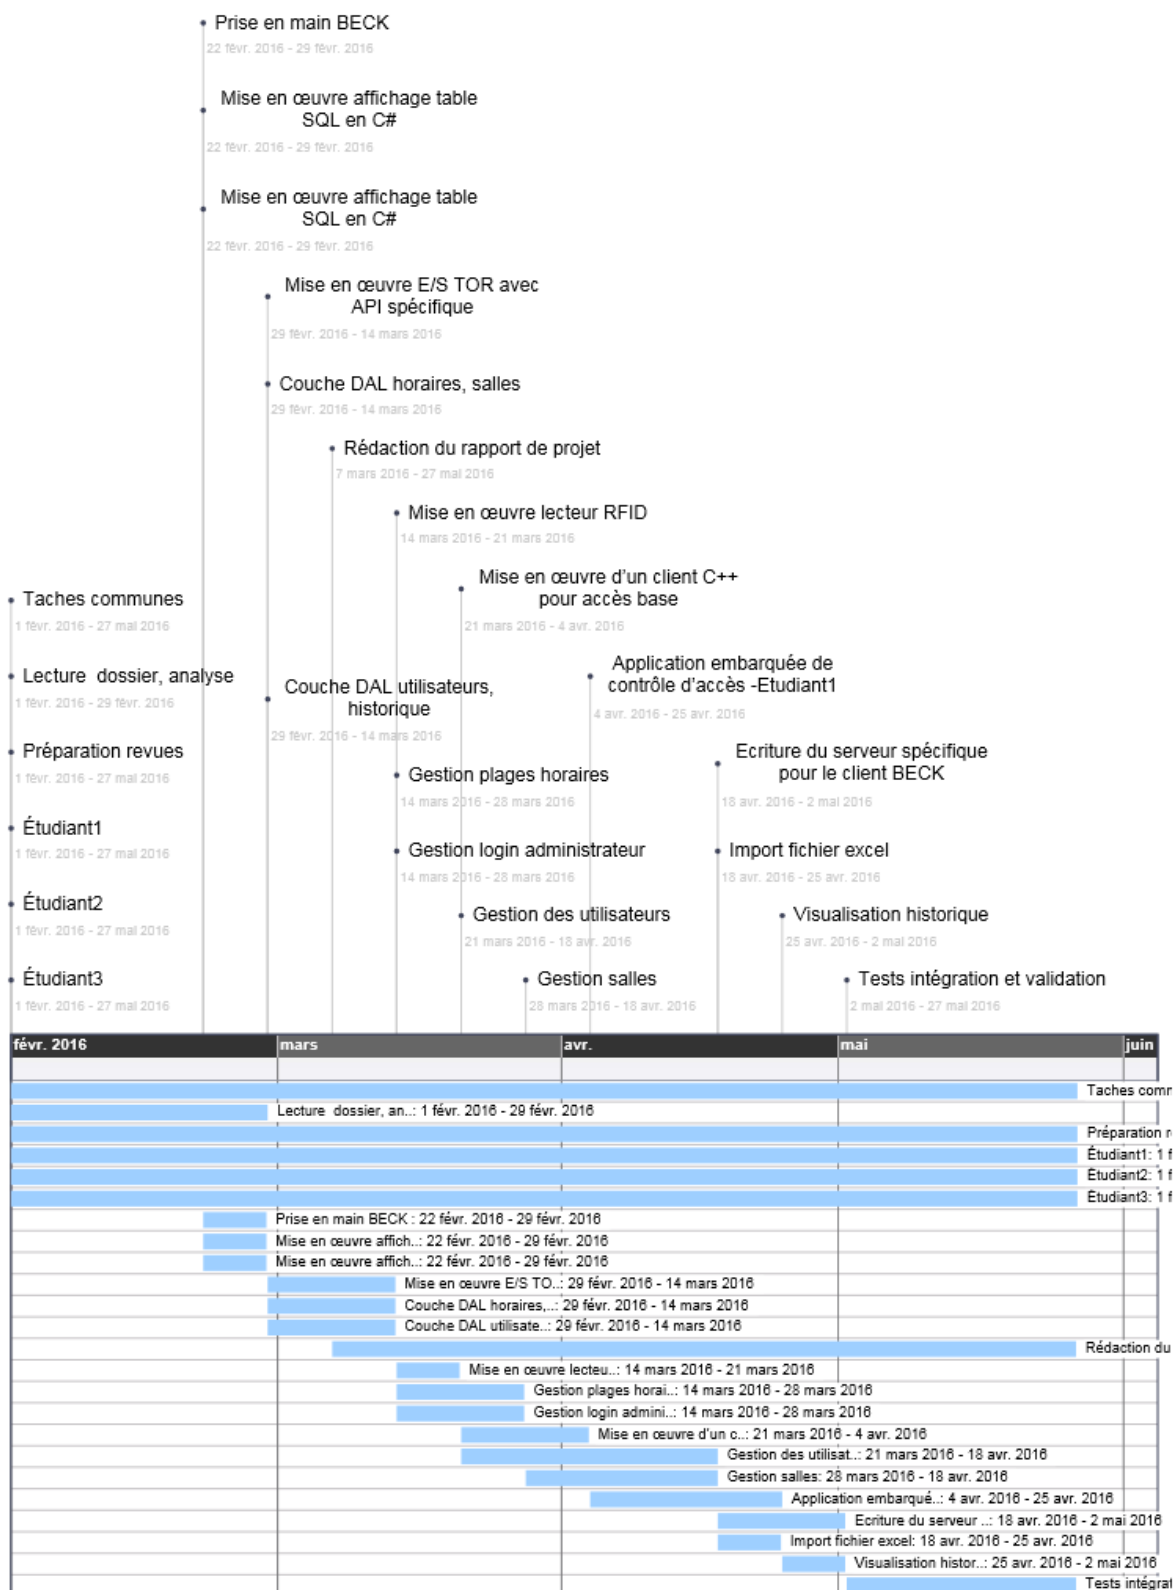 Prise en main BECK
22 févr. 2016 - 29 févr. 2016
Mise en œuvre affichage table
SQL en C#
22 févr. 2016 - 29 févr. 2016
Mise en œuvre affichage table
SQL en C#
22 févr. 2016 - 29 févr. 2016
Mise en œuvre E/S TOR avec
API spécifique
29 févr. 2016 - 14 mars 2016
Couche DAL horaires, salles
29 févr. 2016 - 14 mars 2016
Rédaction du rapport de projet
7 mars 2016 - 27 mai 2016
Mise en œuvre lecteur RFID
14 mars 2016 - 21 mars 2016
Mise en œuvre d'un client C++
pour accès base
21 mars 2016 - 4 avr. 2016
Taches communes
1 févr. 2016 - 27 mai 2016
Application embarquée de
contrôle d'accès -Etudiant1
4 avr. 2016 - 25 avr. 2016
Lecture  dossier, analyse
1 févr. 2016 - 29 févr. 2016
Couche DAL utilisateurs,
historique
29 févr. 2016 - 14 mars 2016
Préparation revues
1 févr. 2016 - 27 mai 2016
Ecriture du serveur spécifique
pour le client BECK
18 avr. 2016 - 2 mai 2016
Gestion plages horaires
14 mars 2016 - 28 mars 2016
Étudiant1
1 févr. 2016 - 27 mai 2016
Gestion login administrateur
14 mars 2016 - 28 mars 2016
Import fichier excel
18 avr. 2016 - 25 avr. 2016
Étudiant2
1 févr. 2016 - 27 mai 2016
Gestion des utilisateurs
21 mars 2016 - 18 avr. 2016
Visualisation historique
25 avr. 2016 - 2 mai 2016
Étudiant3
1 févr. 2016 - 27 mai 2016
Gestion salles
28 mars 2016 - 18 avr. 2016
Tests intégration et validation
2 mai 2016 - 27 mai 2016
févr. 2016 mars avr. mai juin
Taches com
Lecture  dossier, an..: 1 févr. 2016 - 29 févr. 2016
Préparation r
Étudiant1: 1 f
Étudiant2: 1 f
Étudiant3: 1 f
Prise en main BECK : 22 févr. 2016 - 29 févr. 2016
Mise en œuvre affich..: 22 févr. 2016 - 29 févr. 2016
Mise en œuvre affich..: 22 févr. 2016 - 29 févr. 2016
Mise en œuvre E/S TO..: 29 févr. 2016 - 14 mars 2016
Couche DAL horaires,..: 29 févr. 2016 - 14 mars 2016
Couche DAL utilisate..: 29 févr. 2016 - 14 mars 2016
Rédaction du
Mise en œuvre lecteu..: 14 mars 2016 - 21 mars 2016
Gestion plages horai..: 14 mars 2016 - 28 mars 2016
Gestion login admini..: 14 mars 2016 - 28 mars 2016
Mise en œuvre d'un c..: 21 mars 2016 - 4 avr. 2016
Gestion des utilisat..: 21 mars 2016 - 18 avr. 2016
Gestion salles: 28 mars 2016 - 18 avr. 2016
Application embarqué..: 4 avr. 2016 - 25 avr. 2016
Ecriture du serveur ..: 18 avr. 2016 - 2 mai 2016
Import fichier excel: 18 avr. 2016 - 25 avr. 2016
Visualisation histor..: 25 avr. 2016 - 2 mai 2016
Tests intégrat